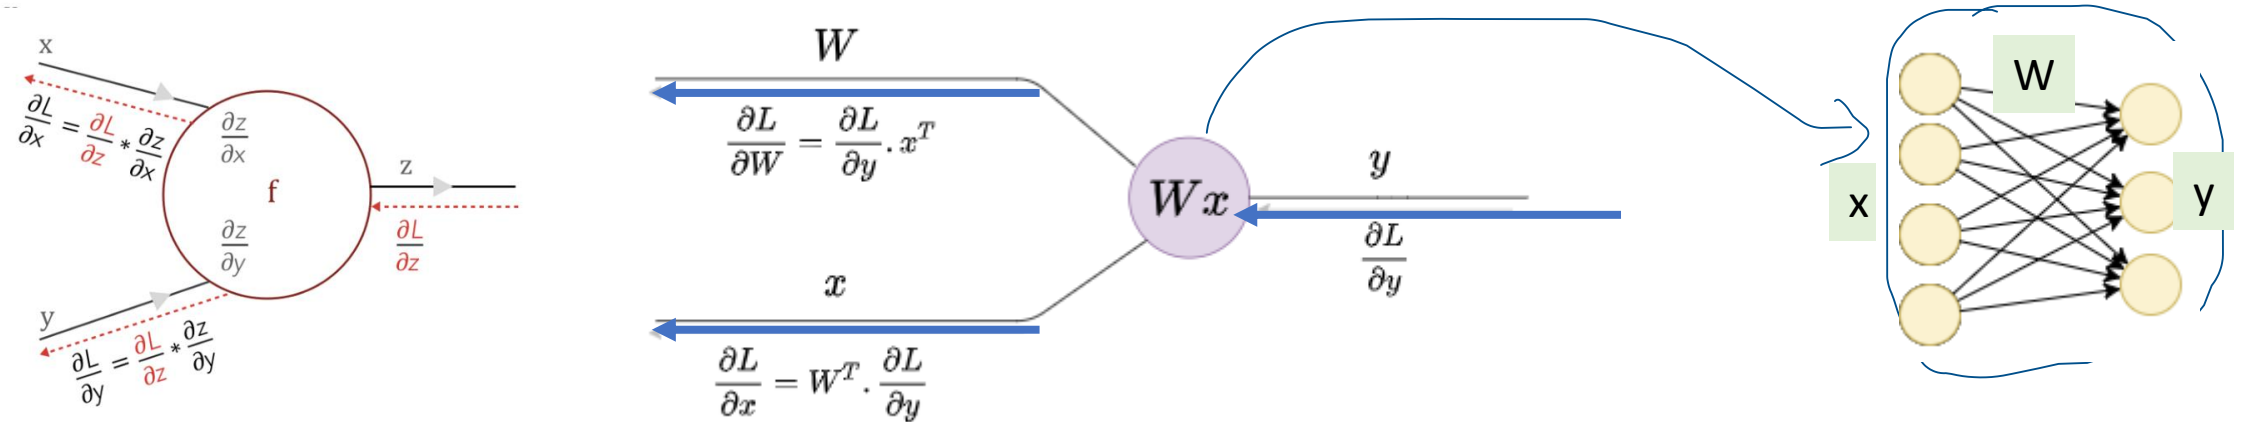 x
∂L/∂x = ∂L/∂z * ∂z/∂x
∂z/∂x
f
∂z/∂y
z
∂L/∂z
y
∂L/∂y = ∂L/∂z * ∂z/∂y
W
∂L/∂W = ∂L/∂y . x^T
Wx
y
∂L/∂y
x
∂L/∂x = W^T . ∂L/∂y
W
x
y